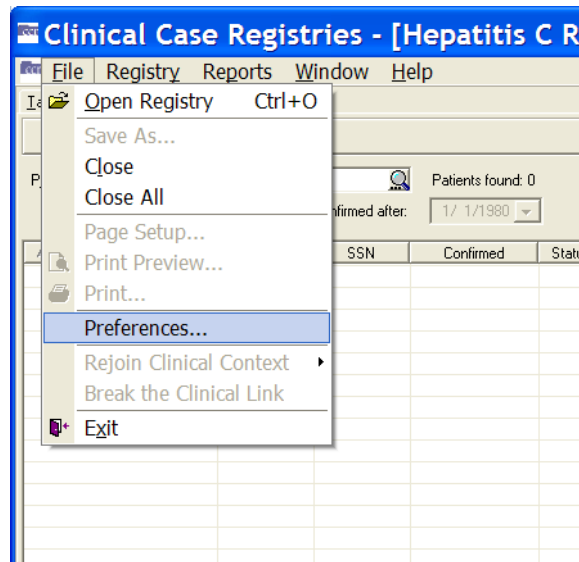 Clinical Case Registries - [Hepatitis C R
File Registry Reports Window Help
Open Registry Ctrl+O
Save As...
Close
Patients found: 0
Close All
nfirmed after: 1/ 1/1980
Page Setup...
SSN Confirmed Statu
Print Preview...
Print...
Preferences...
Rejoin Clinical Context
Break the Clinical Link
Exit